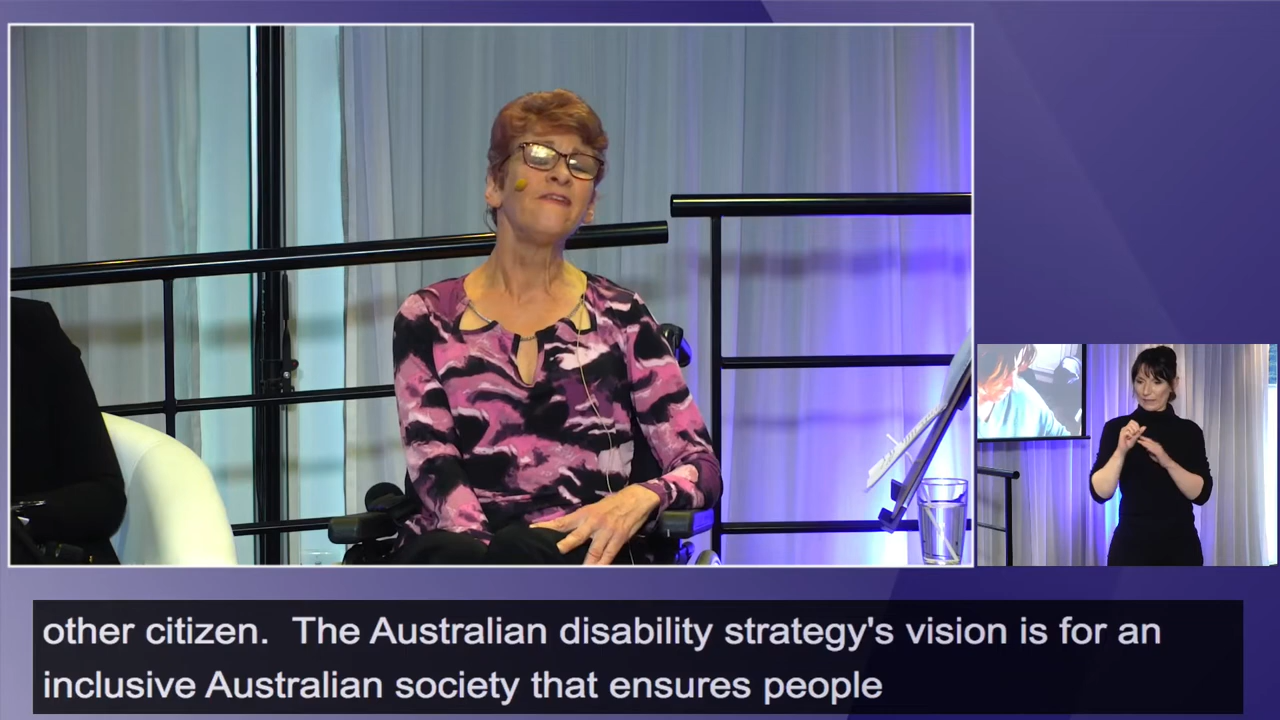 other citizen.  The Australian disability strategy's vision is for an
inclusive Australian society that ensures people